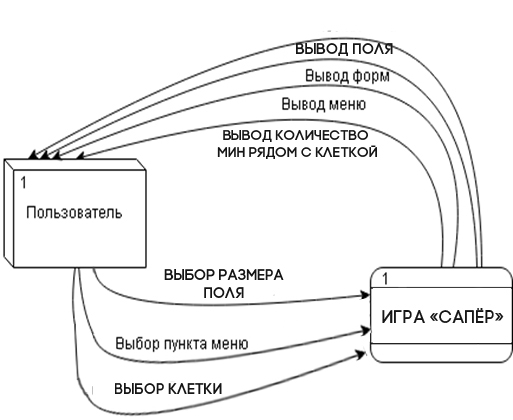 ВЫВОД ПОЛЯ
Вывод форм
Вывод меню
ВЫВОД КОЛИЧЕСТВО
МИН РЯДОМ С КЛЕТКОЙ
1
Пользователь
ВЫБОР РАЗМЕРА
ПОЛЯ
1
ИГРА «САПЁР»
Выбор пункта меню
ВЫБОР КЛЕТКИ